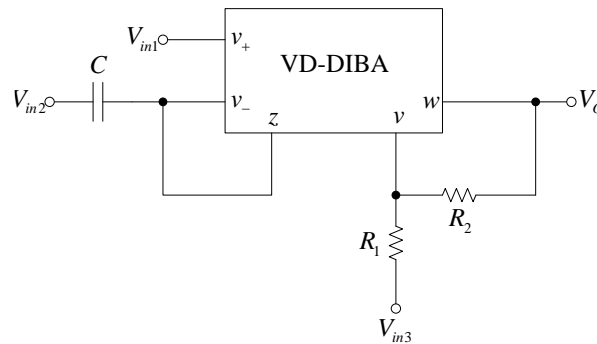 V_in1
v_+
C
VD-DIBA
V_in2
v_-
w
V_O
z
v
R_2
R_1
V_in3